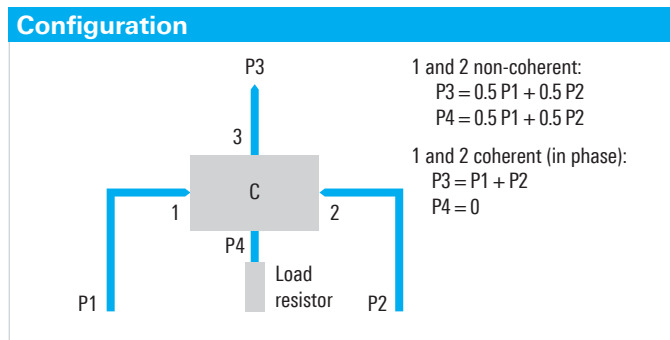 Configuration
P3
3
C
1
2
P4
Load
resistor
P1
P2
1 and 2 non-coherent:
P3 = 0.5 P1 + 0.5 P2
P4 = 0.5 P1 + 0.5 P2
1 and 2 coherent (in phase):
P3 = P1 + P2
P4 = 0